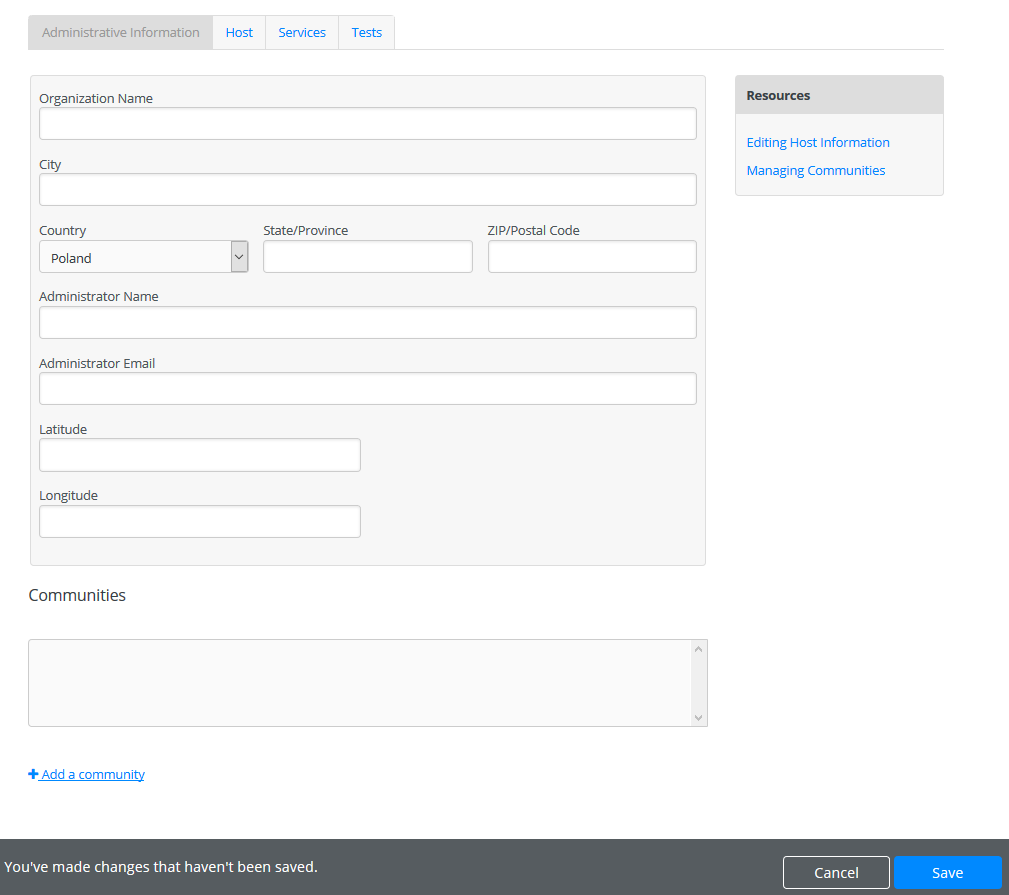 Administrative Information Host Services Tests
Organization Name
City
Country State/Province ZIP/Postal Code
Poland
Administrator Name
Administrator Email
Latitude
Longitude
Resources
Editing Host Information
Managing Communities
Communities
Add a community
You've made changes that haven't been saved.
Cancel Save